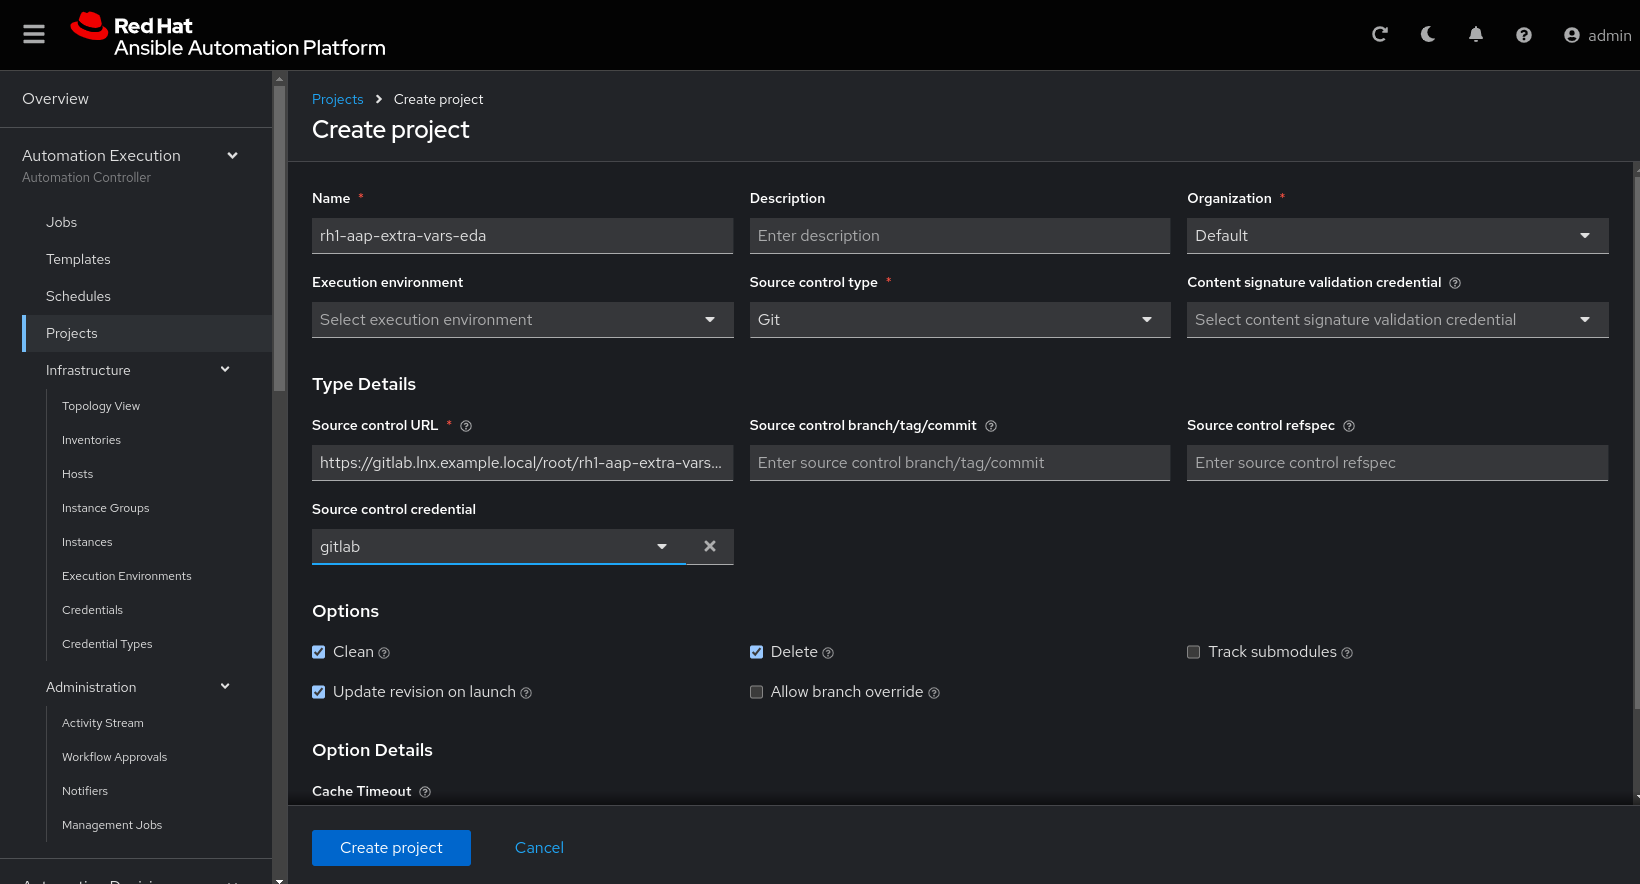 Red Hat
Ansible Automation Platform
admin
Overview
Automation Execution
Automation Controller
Jobs
Templates
Schedules
Projects
Infrastructure
Topology View
Inventories
Hosts
Instance Groups
Instances
Execution Environments
Credentials
Credential Types
Administration
Activity Stream
Workflow Approvals
Notifiers
Management Jobs
Projects > Create project
Create project
Name * Description Organization *
rh1-aap-extra-vars-eda Enter description Default
Execution environment Source control type * Content signature validation credential
Select execution environment Git Select content signature validation credential
Type Details
Source control URL * Source control branch/tag/commit Source control refspec
https://gitlab.lnx.example.local/root/rh1-aap-extra-vars... Enter source control branch/tag/commit Enter source control refspec
Source control credential
gitlab
Options
Clean Delete Track submodules
Update revision on launch Allow branch override
Option Details
Cache Timeout
Create project Cancel